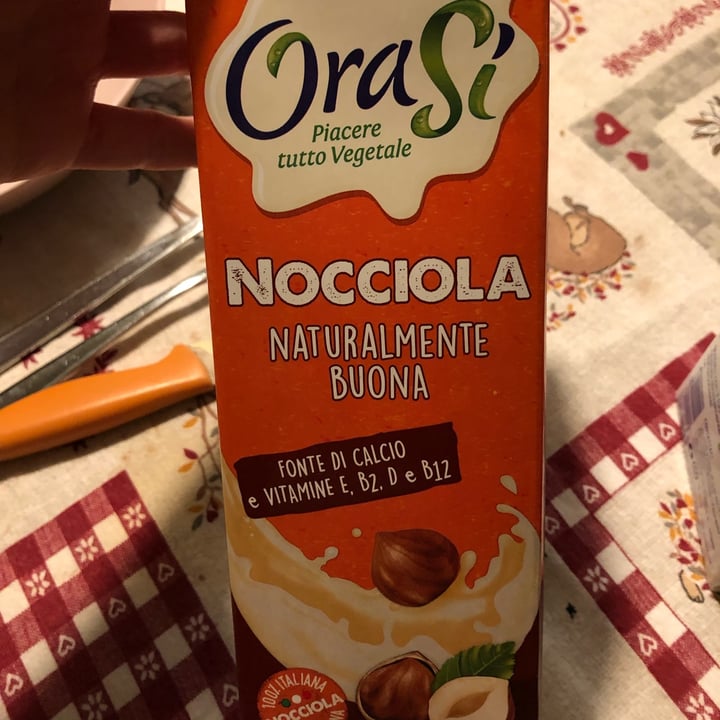 OraSì
Piacere
tutto Vegetale
NOCCIOLA
NATURALMENTE
BUONA
FONTE DI CALCIO
e VITAMINE E, B2, D e B12
100% ITALIANA
NOCCIOLA